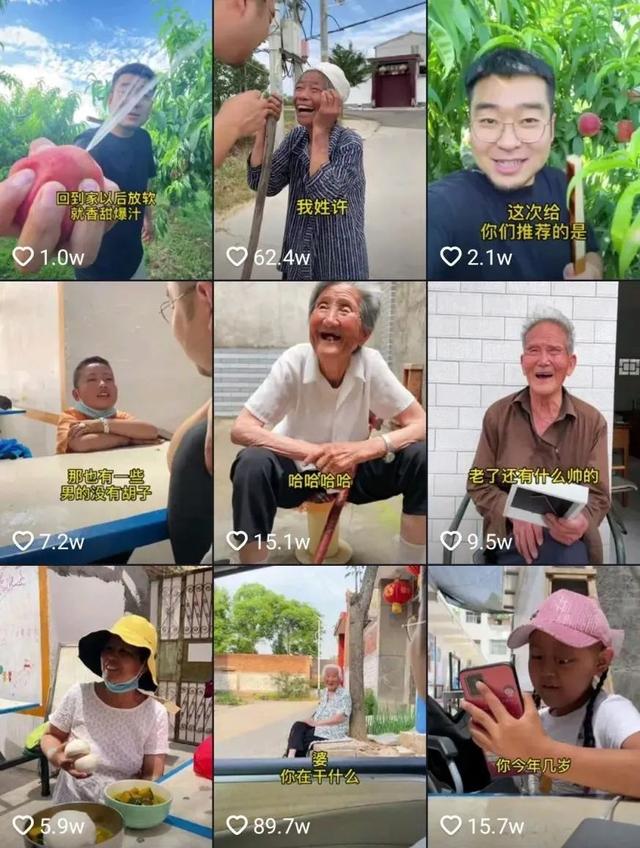 回到家以后放软
就香甜爆汁
1.0w
我姓许
62.4w
这次给
你们推荐的是
2.1w
那也有一些
男的没有胡子
7.2w
哈哈哈哈
15.1w
老了还有什么帅的
9.5w
5.9w
婆
你在干什么
89.7w
你今年几岁
15.7w